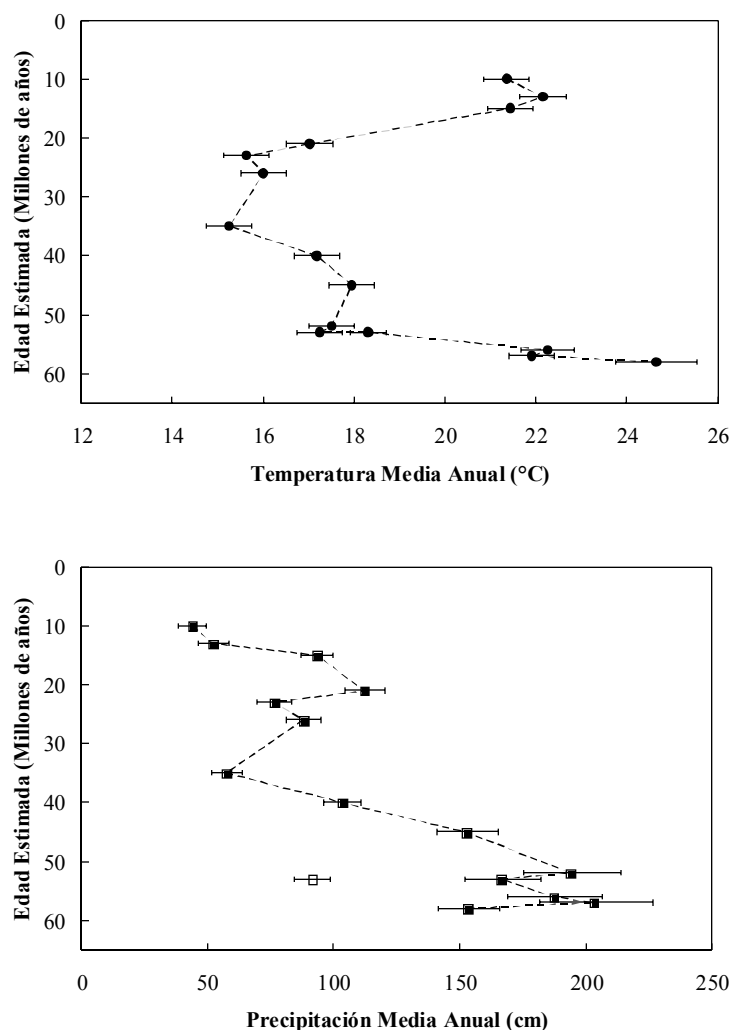 0
10
20
30
40
50
60
Edad Estimada (Millones de años)
12 14 16 18 20 22 24 26
Temperatura Media Anual (°C)
0
10
20
30
40
50
60
Edad Estimada (Millones de años)
0 50 100 150 200 250
Precipitación Media Anual (cm)